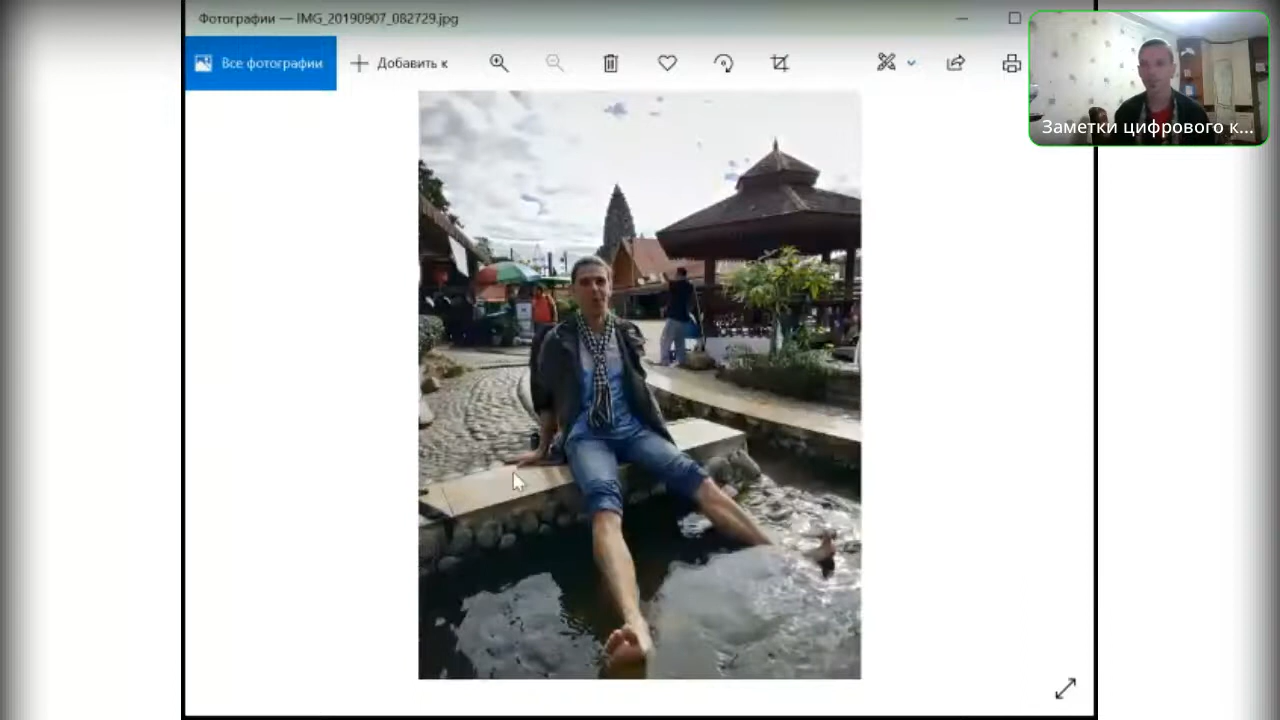 Фотографии — IMG_20190907_082729.jpg
Все фотографии
Добавить к
Заметки цифрового к...